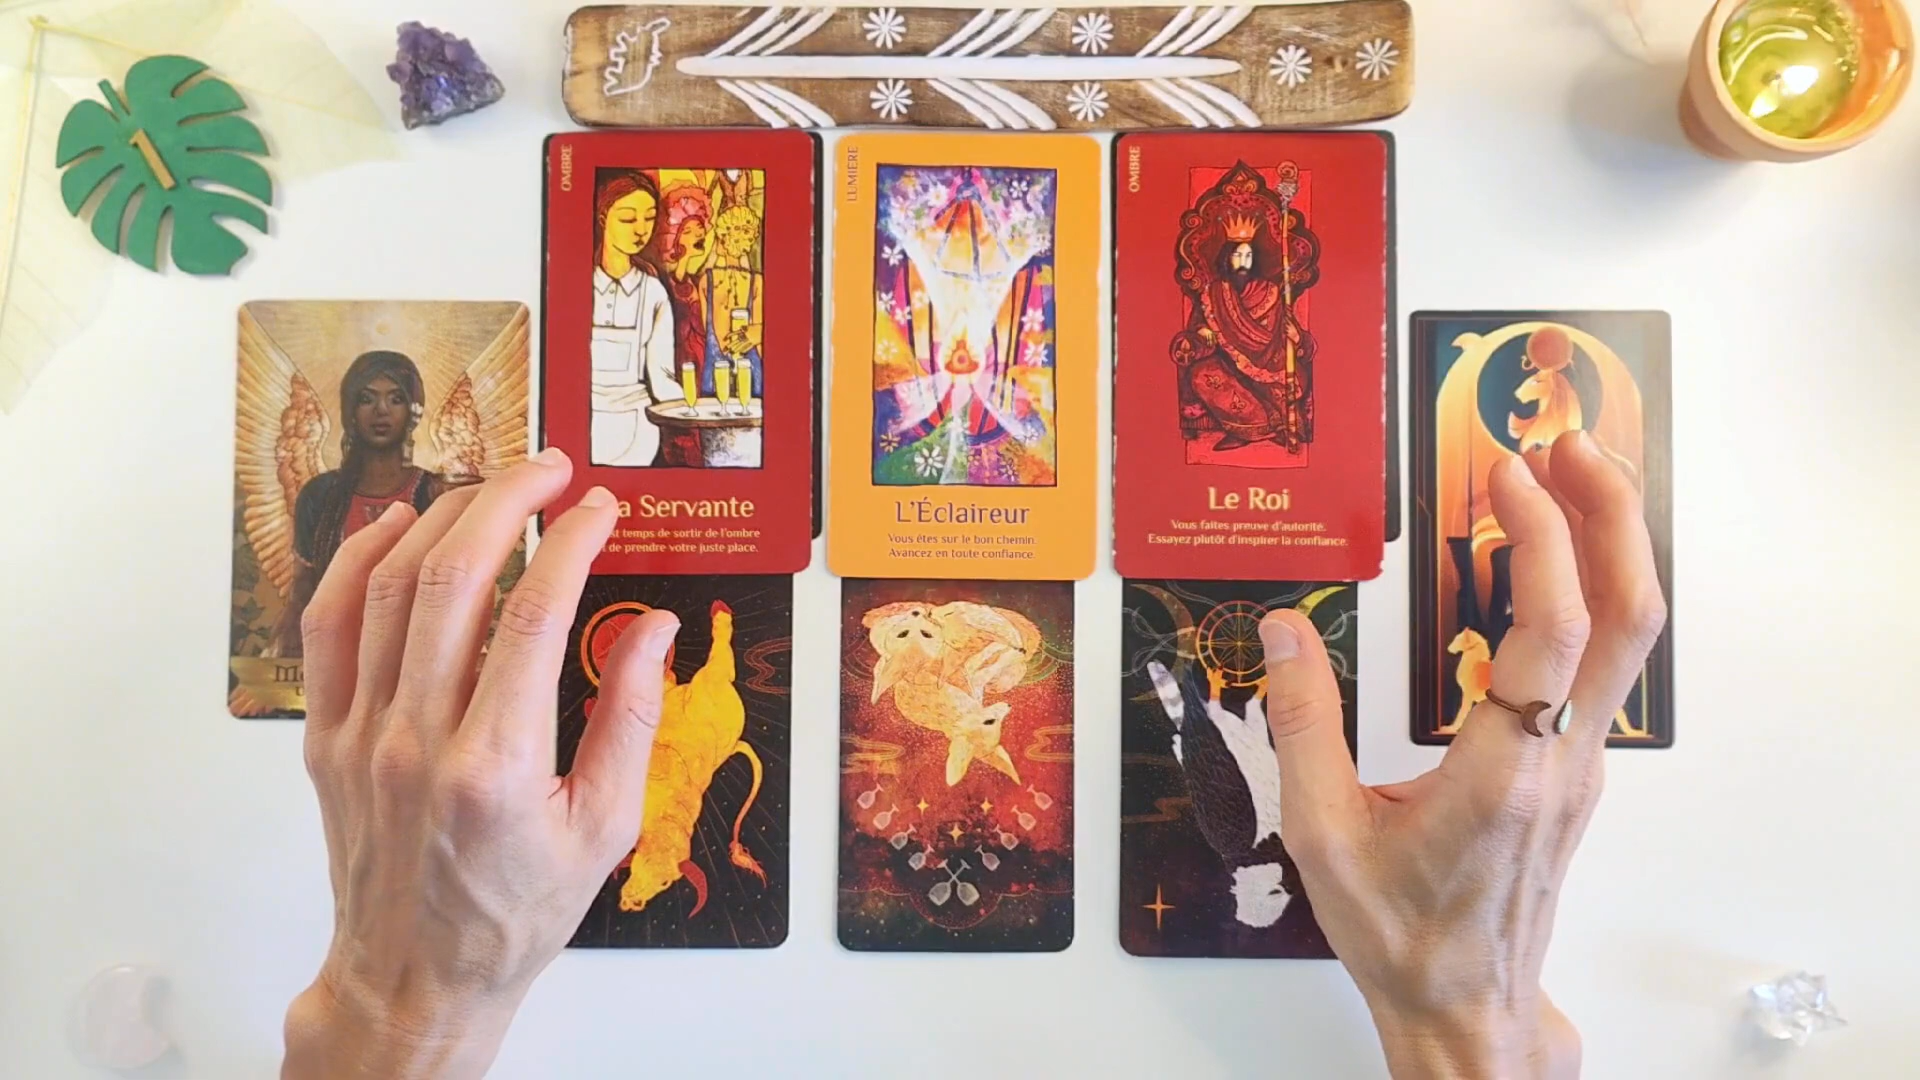 1
OMBRE
LUMIÈRE
OMBRE
Servante
temps de sortir de l'ombre
de prendre votre juste place.
L'Éclaireur
Vous êtes sur le bon chemin.
Avancez en toute confiance.
Le Roi
Vous faites preuve d'autorité.
Essayez plutôt d'inspirer la confiance.